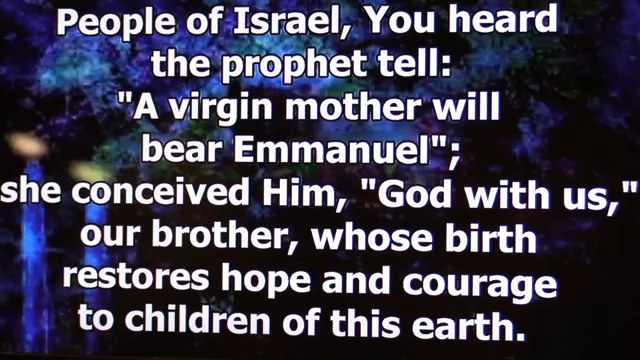 People of Israel, You heard
the prophet tell:
"A virgin mother will
bear Emmanuel";
she conceived Him, "God with us,"
our brother, whose birth
restores hope and courage
to children of this earth.